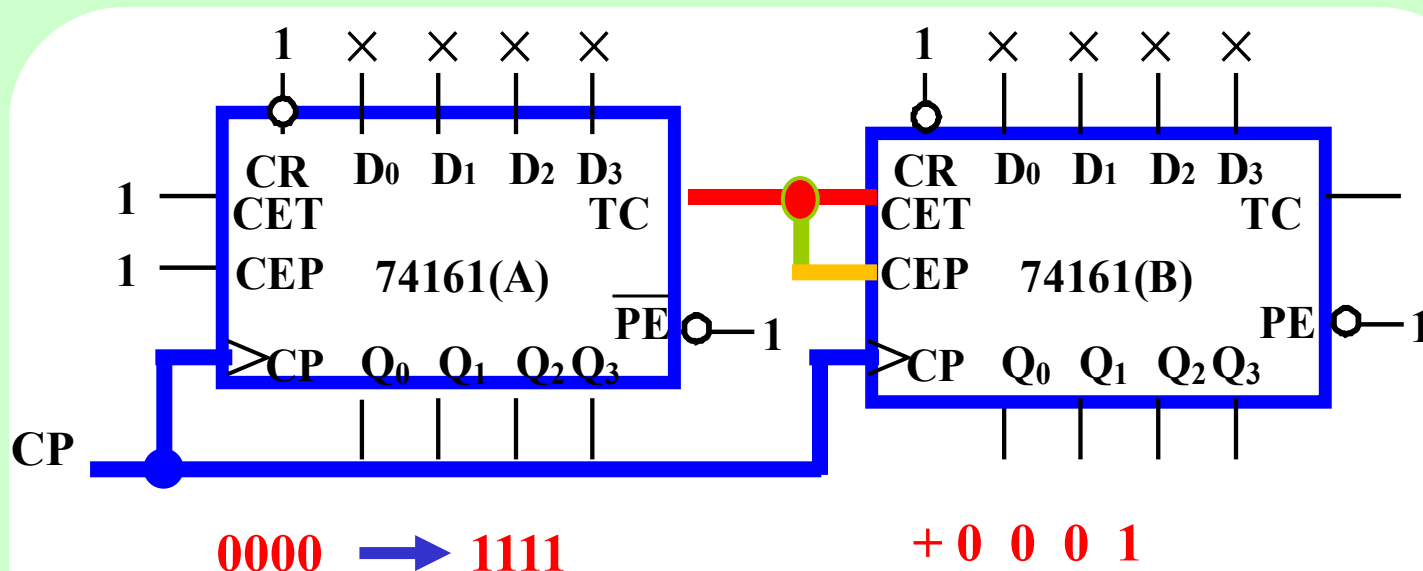 1 × × × × 1 × × × ×
CR D₀ D₁ D₂ D₃ CR D₀ D₁ D₂ D₃
1 CET TC CET TC
1 CEP 74161(A) CEP 74161(B)
P̅E̅ 1 PE 1
CP Q₀ Q₁ Q₂ Q₃ CP Q₀ Q₁ Q₂ Q₃
CP
0000 → 1111 + 0 0 0 1